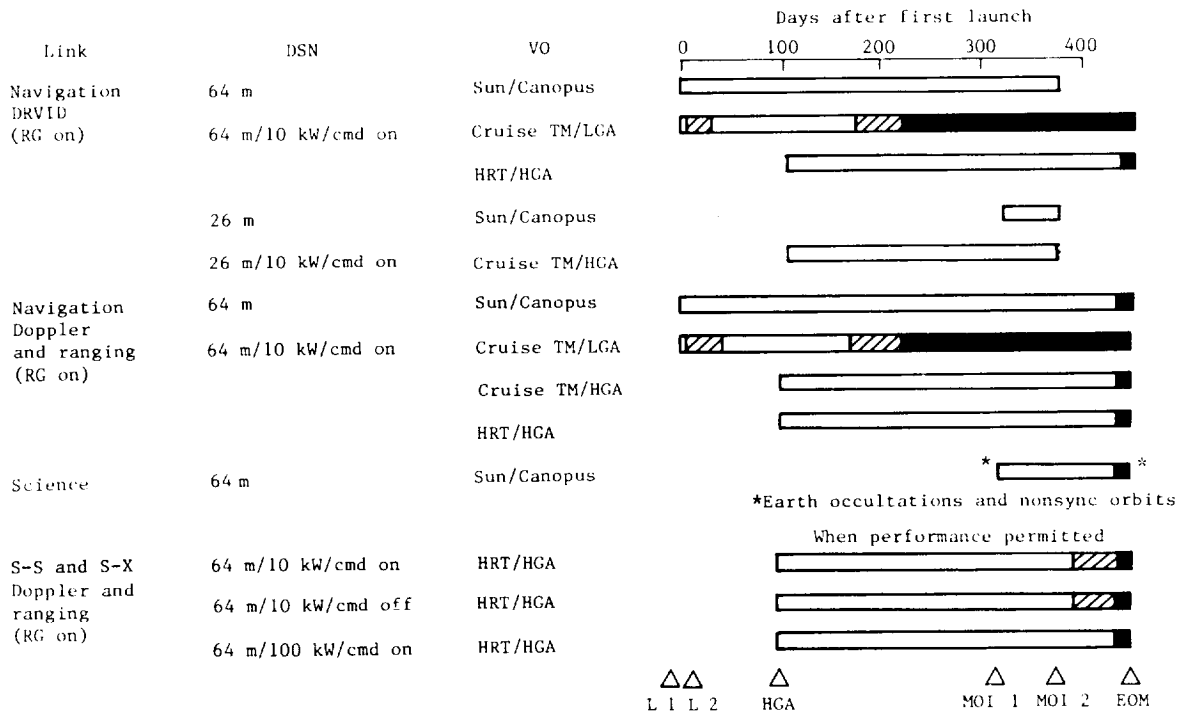 Days after first launch
Link DSN VO 0 100 200 300 400
Navigation 64 m Sun/Canopus
DRVID
(RG on) 64 m/10 kW/cmd on Cruise TM/LGA
HRT/HGA
26 m Sun/Canopus
26 m/10 kW/cmd on Cruise TM/HGA
Navigation 64 m Sun/Canopus
Doppler
and ranging 64 m/10 kW/cmd on Cruise TM/LGA
(RG on)
Cruise TM/HGA
HRT/HGA
Science 64 m Sun/Canopus * *
*Earth occultations and nonsync orbits
When performance permitted
S-S and S-X 64 m/10 kW/cmd on HRT/HGA
Doppler and
ranging 64 m/10 kW/cmd off HRT/HGA
(RG on)
64 m/100 kW/cmd on HRT/HGA
L 1 L 2 HGA MOI 1 MOI 2 EOM